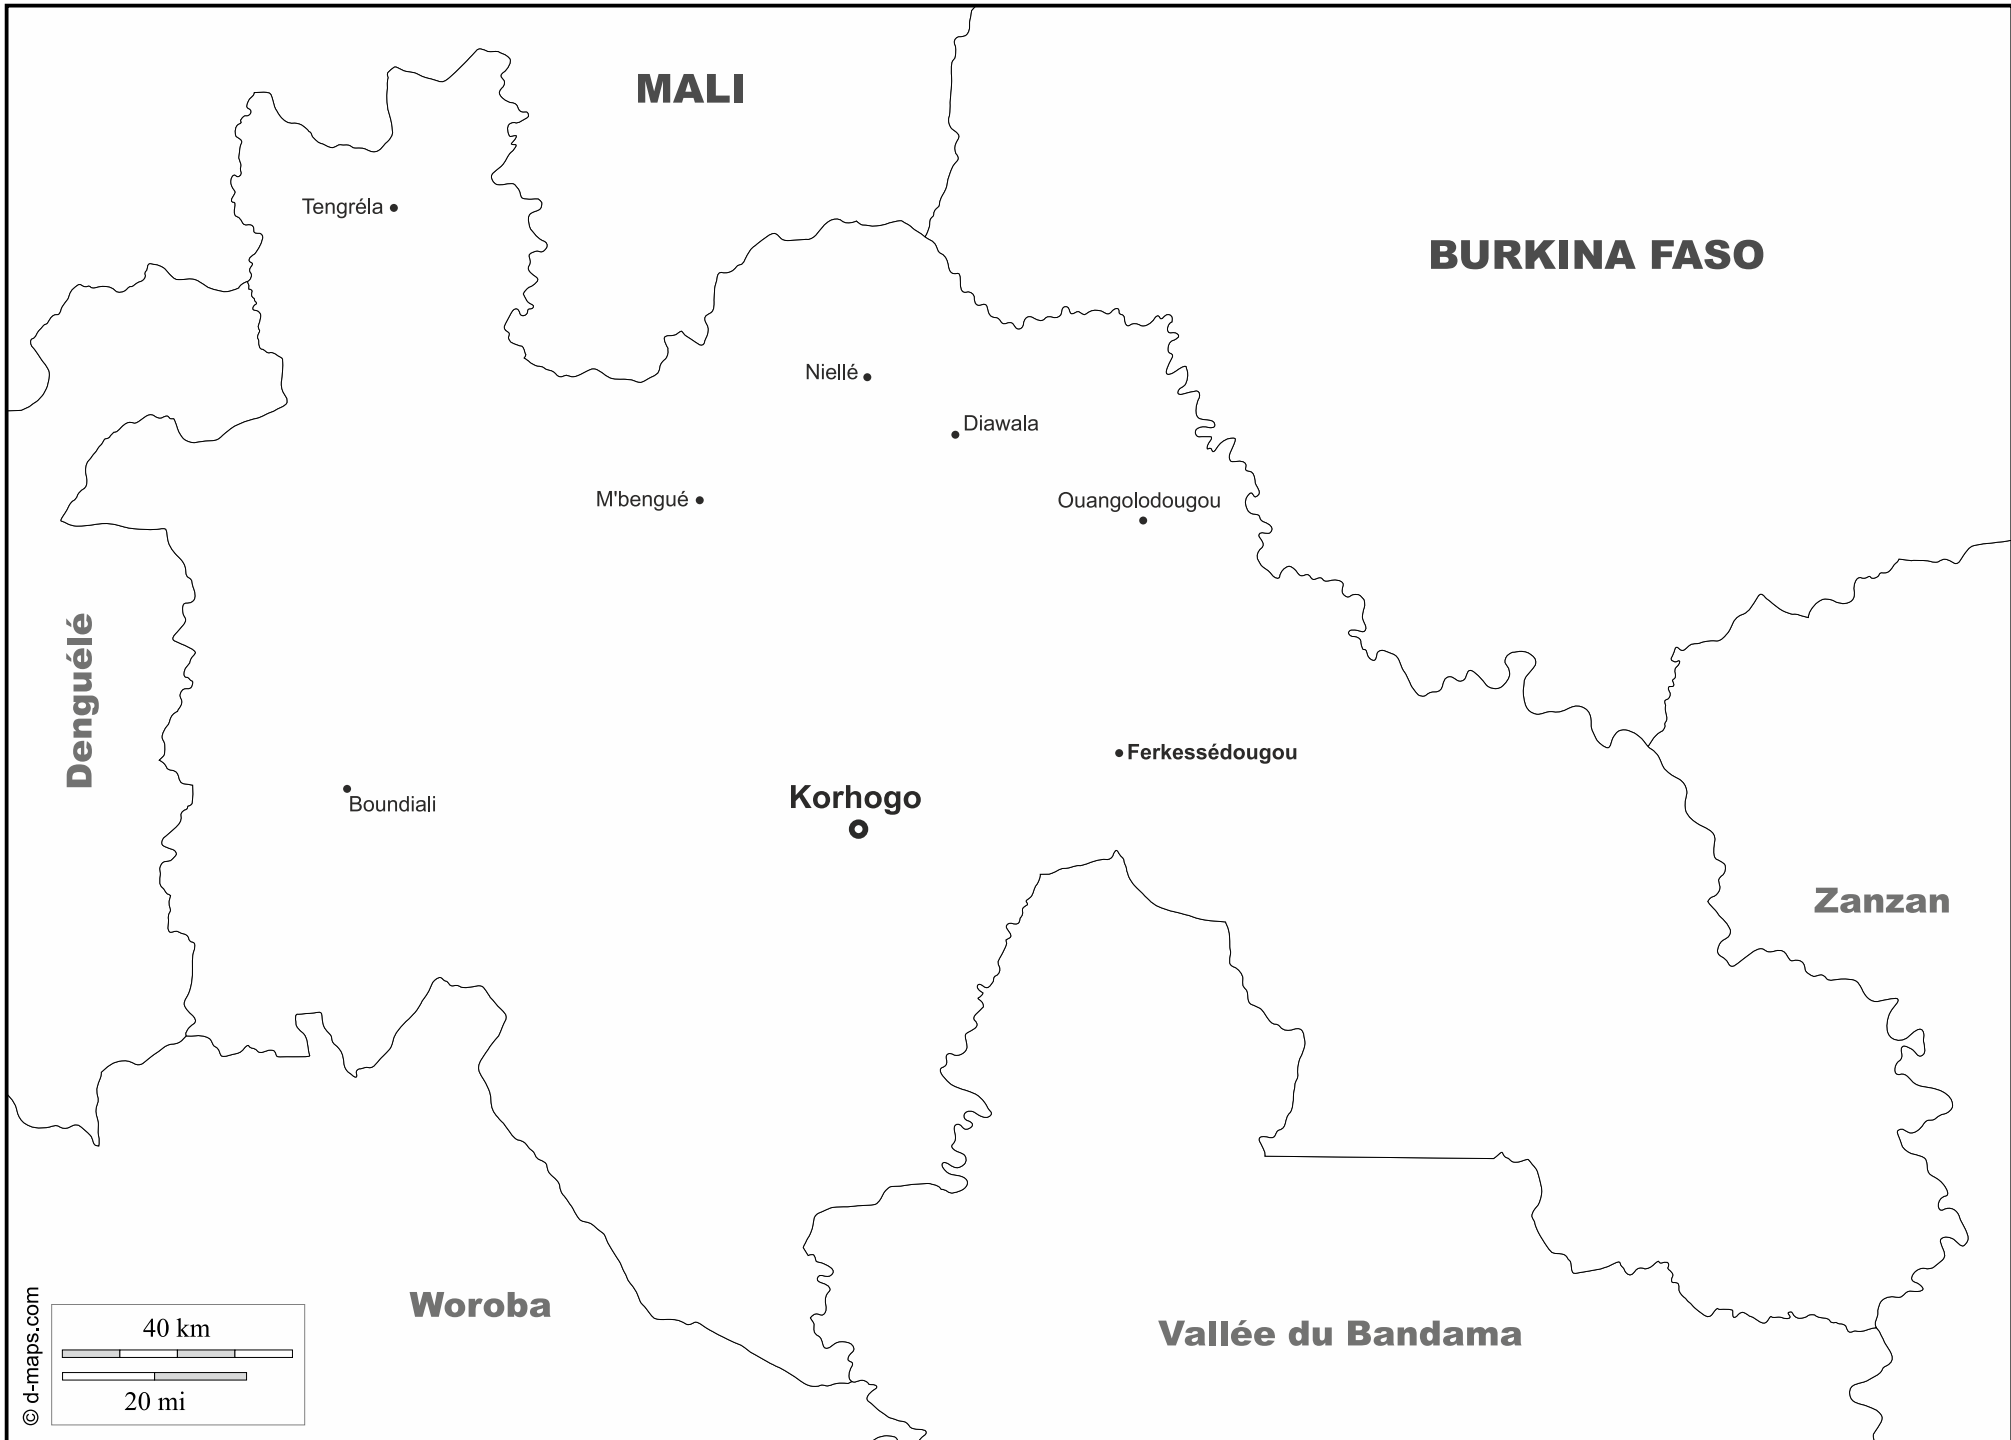 MALI
Tengréla
BURKINA FASO
Niellé
Diawala
M'bengué
Ouangolodougou
Denguélé
Ferkessédougou
Boundiali
Korhogo
Zanzan
Woroba
Vallée du Bandama
40 km
20 mi
© d-maps.com